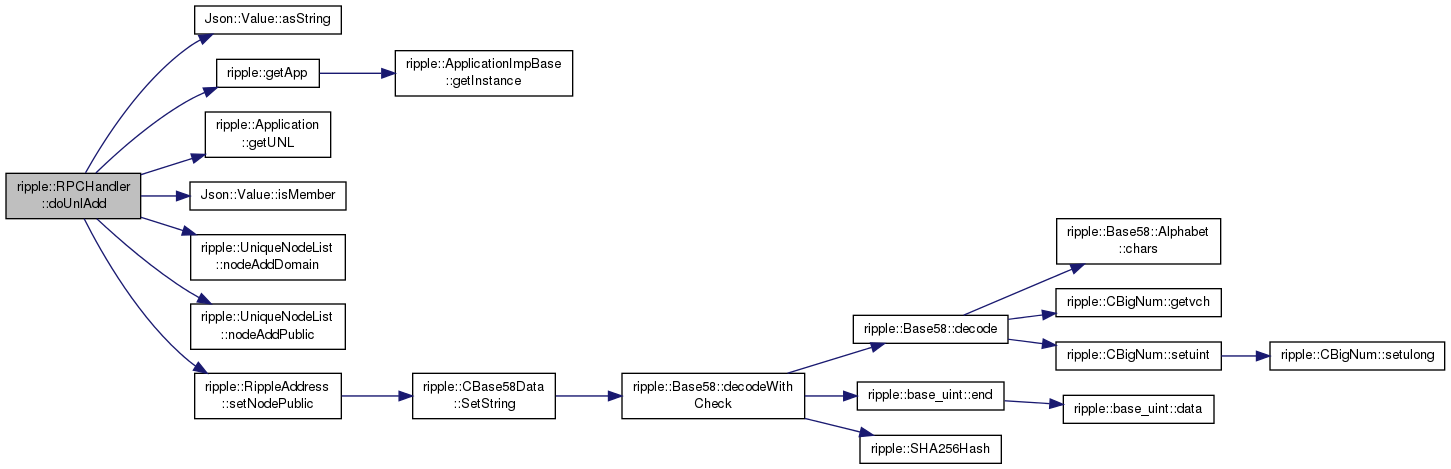 Json::Value::asString
ripple::getApp
ripple::ApplicationImpBase
::getInstance
ripple::Application
::getUNL
ripple::RPCHandler
::doUnlAdd
Json::Value::isMember
ripple::UniqueNodeList
::nodeAddDomain
ripple::UniqueNodeList
::nodeAddPublic
ripple::RippleAddress
::setNodePublic
ripple::CBase58Data
::SetString
ripple::Base58::decodeWith
Check
ripple::Base58::decode
ripple::base_uint::end
ripple::SHA256Hash
ripple::Base58::Alphabet
::chars
ripple::CBigNum::getvch
ripple::CBigNum::setuint
ripple::CBigNum::setulong
ripple::base_uint::data